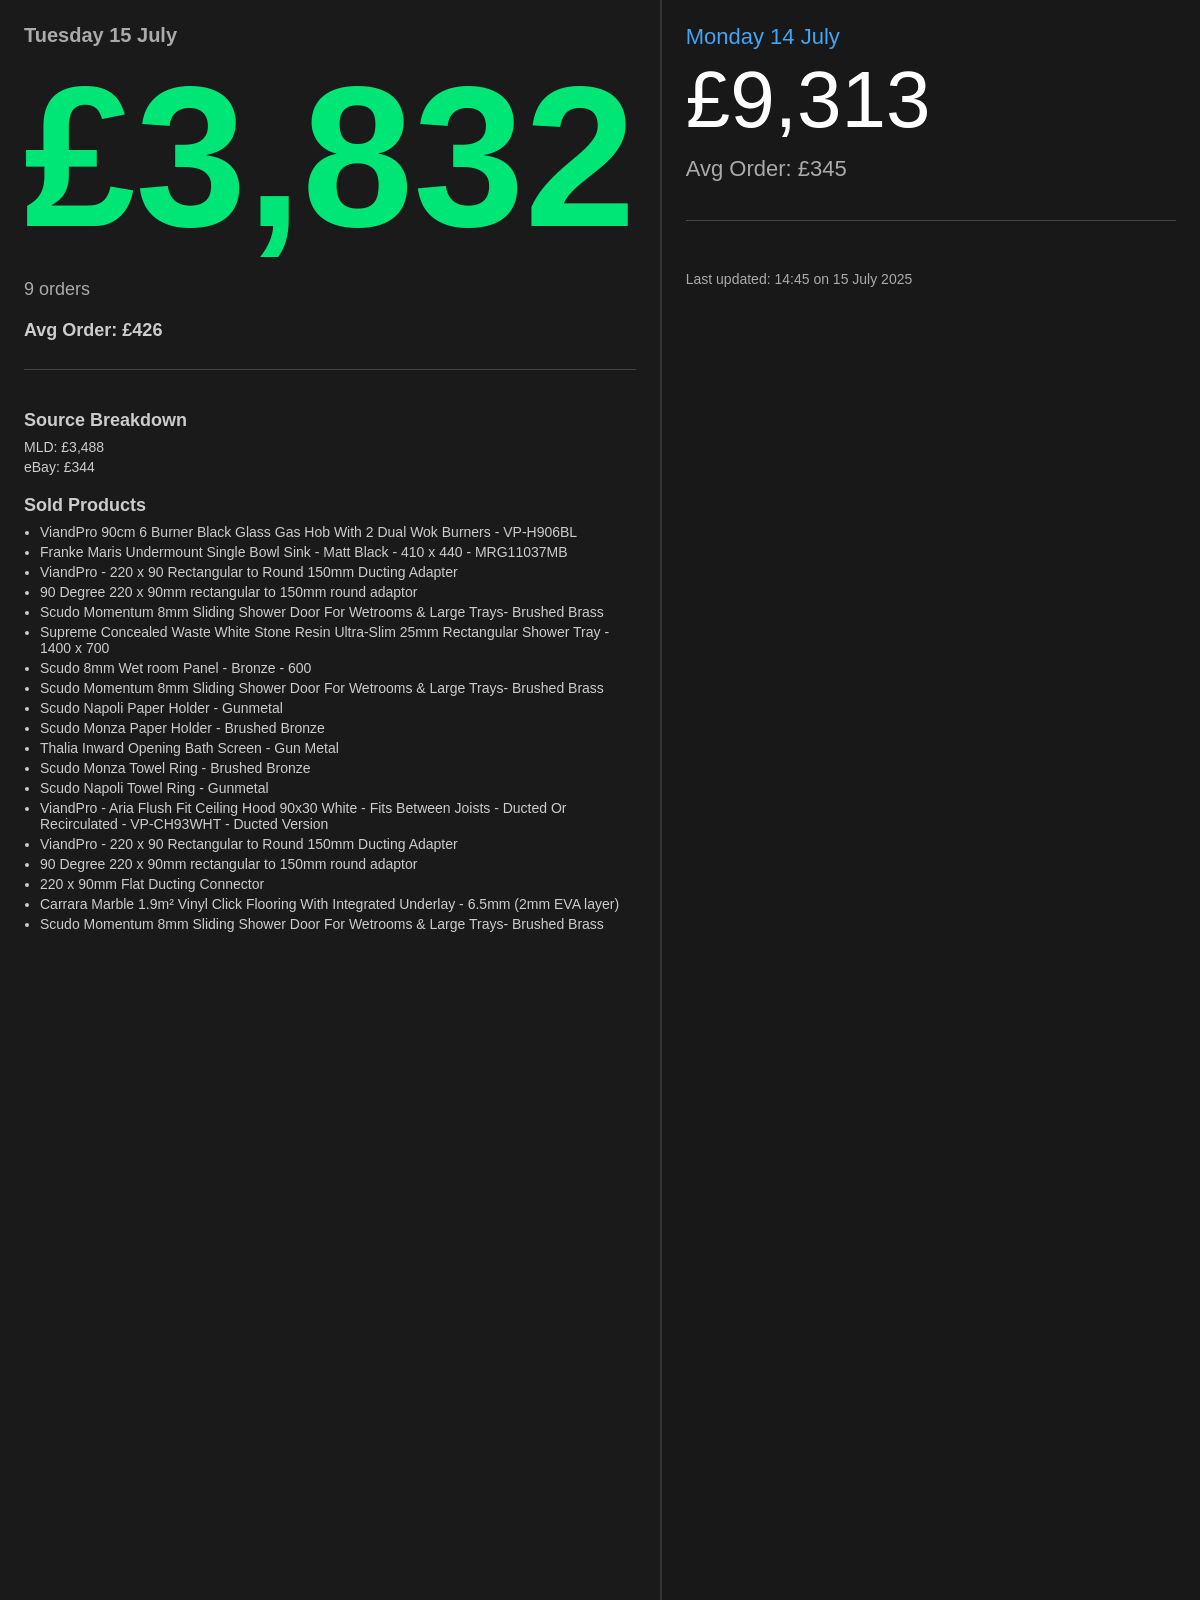 Tuesday 15 July
£3,832
9 orders
Avg Order: £426
Source Breakdown
MLD: £3,488
eBay: £344
Sold Products
• ViandPro 90cm 6 Burner Black Glass Gas Hob With 2 Dual Wok Burners - VP-H906BL
• Franke Maris Undermount Single Bowl Sink - Matt Black - 410 x 440 - MRG11037MB
• ViandPro - 220 x 90 Rectangular to Round 150mm Ducting Adapter
• 90 Degree 220 x 90mm rectangular to 150mm round adaptor
• Scudo Momentum 8mm Sliding Shower Door For Wetrooms & Large Trays- Brushed Brass
• Supreme Concealed Waste White Stone Resin Ultra-Slim 25mm Rectangular Shower Tray -
1400 x 700
• Scudo 8mm Wet room Panel - Bronze - 600
• Scudo Momentum 8mm Sliding Shower Door For Wetrooms & Large Trays- Brushed Brass
• Scudo Napoli Paper Holder - Gunmetal
• Scudo Monza Paper Holder - Brushed Bronze
• Thalia Inward Opening Bath Screen - Gun Metal
• Scudo Monza Towel Ring - Brushed Bronze
• Scudo Napoli Towel Ring - Gunmetal
• ViandPro - Aria Flush Fit Ceiling Hood 90x30 White - Fits Between Joists - Ducted Or
Recirculated - VP-CH93WHT - Ducted Version
• ViandPro - 220 x 90 Rectangular to Round 150mm Ducting Adapter
• 90 Degree 220 x 90mm rectangular to 150mm round adaptor
• 220 x 90mm Flat Ducting Connector
• Carrara Marble 1.9m² Vinyl Click Flooring With Integrated Underlay - 6.5mm (2mm EVA layer)
• Scudo Momentum 8mm Sliding Shower Door For Wetrooms & Large Trays- Brushed Brass
Monday 14 July
£9,313
Avg Order: £345
Last updated: 14:45 on 15 July 2025